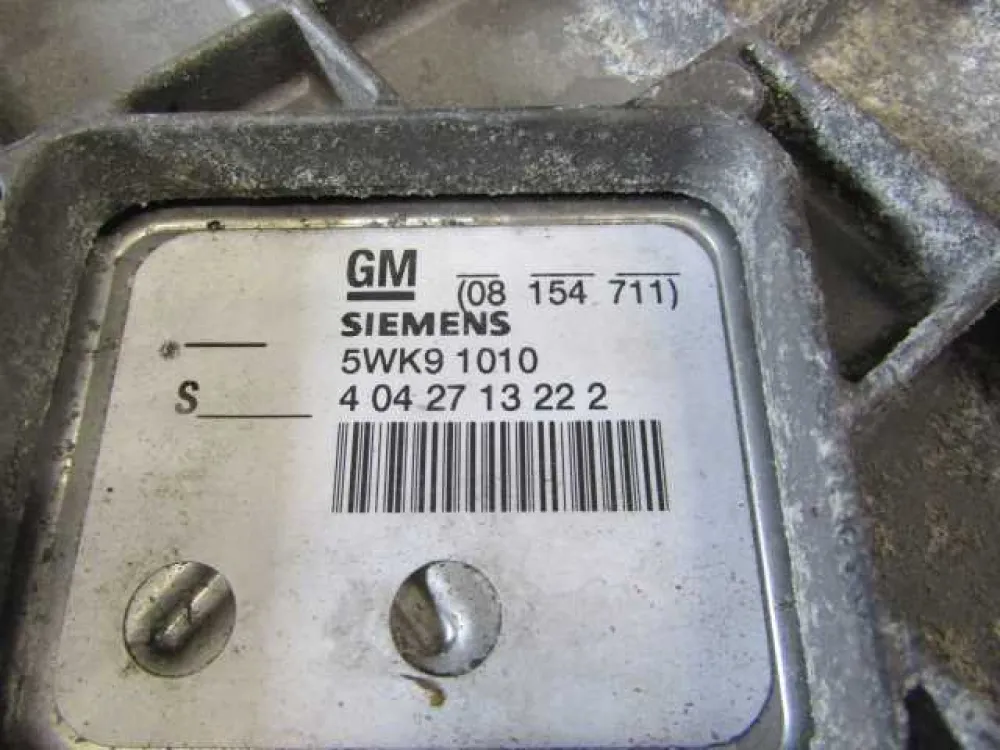 GM (08 154 711)
SIEMENS
5WK9 1010
S 4 04 27 13 22 2